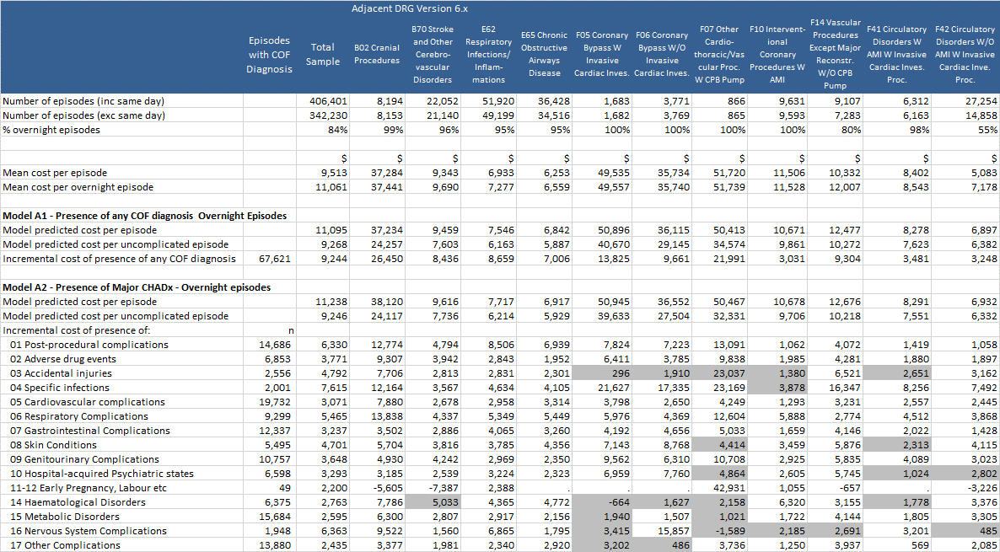 Adjacent DRG Version 6.x
Episodes with COF Diagnosis | Total Sample | B02 Cranial Procedures | B70 Stroke and Other Cerebro-vascular Disorders | E62 Respiratory Infections/ Inflam-mations | E65 Chronic Obstructive Airways Disease | F05 Coronary Bypass W Invasive Cardiac Inves. | F06 Coronary Bypass W/O Invasive Cardiac Inves. | F07 Other Cardio-thoracic/Vas cular Proc. W CPB Pump | F10 Intervent-ional Coronary Procedures W AMI | F14 Vascular Procedures Except Major Reconstr. W/O CPB Pump | F41 Circulatory Disorders W AMI W Invasive Cardiac Inves. Proc. | F42 Circulatory Disorders W/O AMI W Invasive Cardiac Inve. Proc.
Number of episodes (inc same day) 406,401 8,194 22,052 51,920 36,428 1,683 3,771 866 9,631 9,107 6,312 27,254
Number of episodes (exc same day) 342,230 8,153 21,140 49,199 34,516 1,682 3,769 865 9,593 7,283 6,163 14,858
% overnight episodes 84% 99% 96% 95% 95% 100% 100% 100% 100% 80% 98% 55%
$ $ $ $ $ $ $ $ $ $ $ $
Mean cost per episode 9,513 37,284 9,343 6,933 6,253 49,535 35,734 51,720 11,506 10,332 8,402 5,083
Mean cost per overnight episode 11,061 37,441 9,690 7,277 6,559 49,557 35,740 51,739 11,528 12,007 8,543 7,178
Model A1 - Presence of any COF diagnosis Overnight Episodes
Model predicted cost per episode 11,095 37,234 9,459 7,546 6,842 50,896 36,115 50,413 10,671 12,477 8,278 6,897
Model predicted cost per uncomplicated episode 9,268 24,257 7,603 6,163 5,887 40,670 29,145 34,574 9,861 10,272 7,623 6,382
Incremental cost of presence of any COF diagnosis 67,621 9,244 26,450 8,436 8,659 7,006 13,825 9,661 21,991 3,031 9,304 3,481 3,248
Model A2 - Presence of Major CHADx - Overnight episodes
Model predicted cost per episode 11,238 38,120 9,616 7,717 6,917 50,945 36,552 50,467 10,678 12,676 8,291 6,932
Model predicted cost per uncomplicated episode 9,246 24,117 7,736 6,214 5,929 39,633 27,504 32,331 9,706 10,218 7,551 6,332
Incremental cost of presence of: n
01 Post-procedural complications 14,686 6,330 12,774 4,794 8,506 6,939 7,824 7,223 13,091 1,062 4,072 1,419 1,058
02 Adverse drug events 6,853 3,771 9,307 3,942 2,843 1,952 6,411 3,785 9,838 1,985 4,281 1,880 1,897
03 Accidental injuries 2,556 4,792 7,706 2,813 2,831 2,301 296 1,910 23,037 1,380 6,521 2,651 3,162
04 Specific infections 2,001 7,615 12,164 3,567 4,634 4,105 21,627 17,335 23,169 3,878 16,347 8,256 7,492
05 Cardiovascular complications 19,732 3,071 7,880 2,678 2,958 3,314 3,798 2,650 4,249 1,293 3,231 2,557 2,445
06 Respiratory Complications 9,299 5,465 13,838 4,337 5,349 5,449 5,976 4,369 12,604 5,888 2,774 4,512 3,868
07 Gastrointestinal Complications 12,337 3,237 3,502 2,886 4,065 3,260 4,192 4,656 5,033 1,659 4,146 2,022 1,428
08 Skin Conditions 5,495 4,701 5,704 3,816 3,785 4,356 7,143 8,768 4,414 3,459 5,876 2,313 4,115
09 Genitourinary Complications 10,757 3,648 4,930 4,242 2,969 2,350 9,562 6,310 10,708 2,925 5,835 4,089 3,023
10 Hospital-acquired Psychiatric states 6,598 3,293 3,185 2,539 3,224 2,323 6,959 7,760 4,864 2,605 5,745 1,024 2,802
11-12 Early Pregnancy, Labour etc 49 2,200 -5,605 -7,387 2,388 . . . 42,931 1,055 -657 . -3,226
14 Haematological Disorders 6,375 2,763 7,786 5,033 4,365 4,772 -664 1,627 2,158 6,320 3,155 1,778 3,376
15 Metabolic Disorders 15,684 2,595 6,300 2,807 2,917 2,156 1,940 1,507 1,021 1,722 4,144 1,805 3,305
16 Nervous System Complications 1,948 6,363 9,522 1,560 6,865 1,795 3,415 15,857 -1,589 2,185 2,691 3,201 485
17 Other Complications 13,880 2,435 3,377 1,981 2,340 2,920 3,202 486 3,736 1,250 3,937 569 2,085